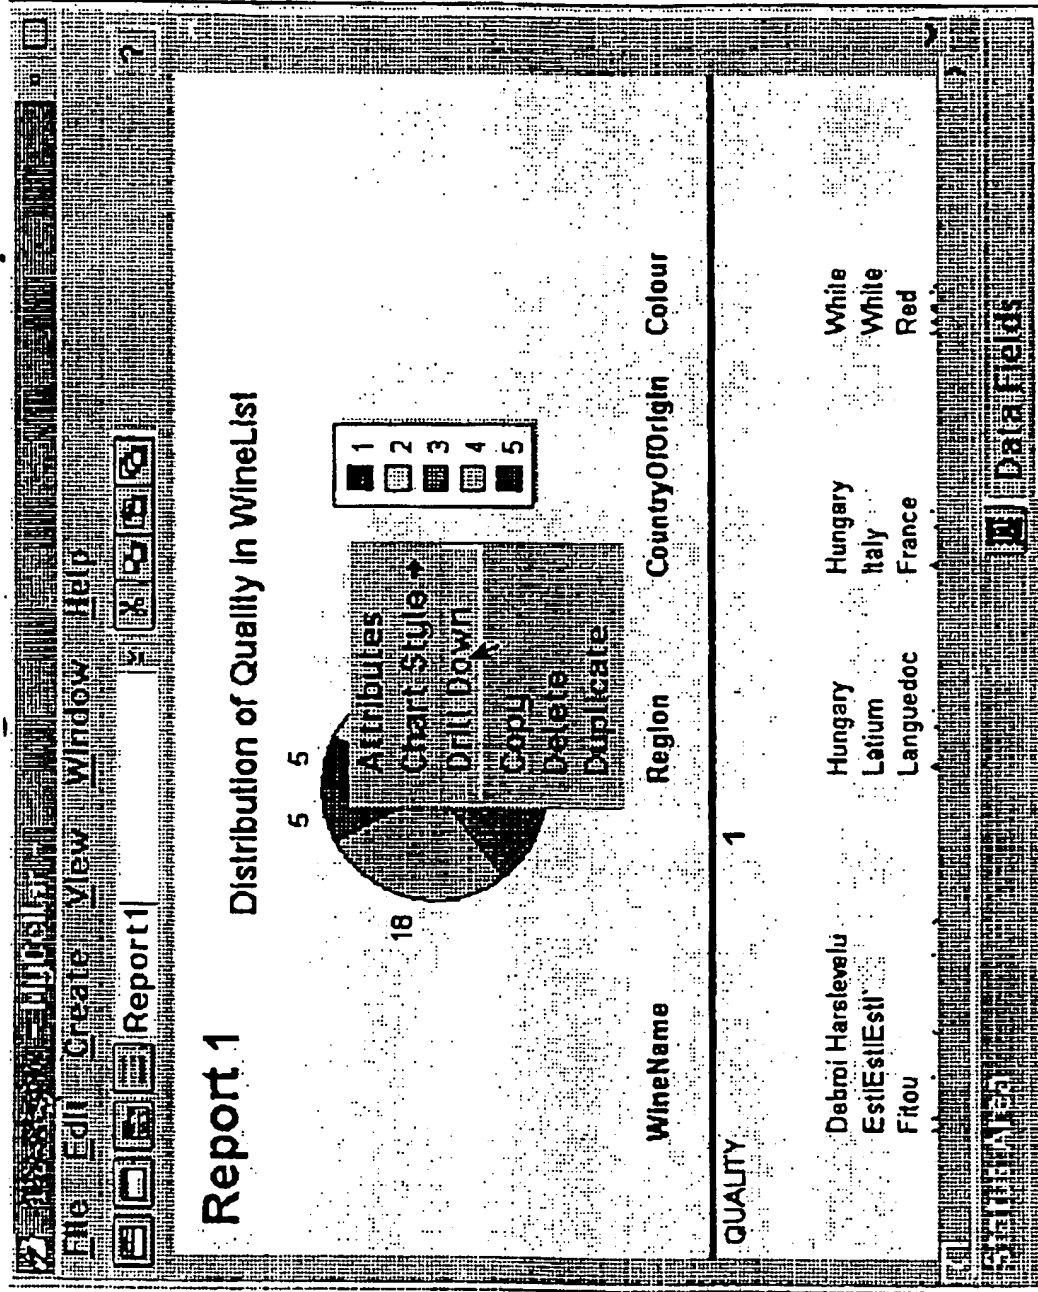 File Edit Create View Window Help
Report1
Report 1
Distribution of Quality In WineList
5
5
18
1
2
3
4
5
Attributes
Chart Style
Drill Down
Copy
Delete
Duplicate
WineName Region CountryOfOrigin Colour
QUALITY 1
Debroi Harslevelu Hungary Hungary White
EstIEstIEstI Latium Italy White
Fitou Languedoc France Red
Data Fields